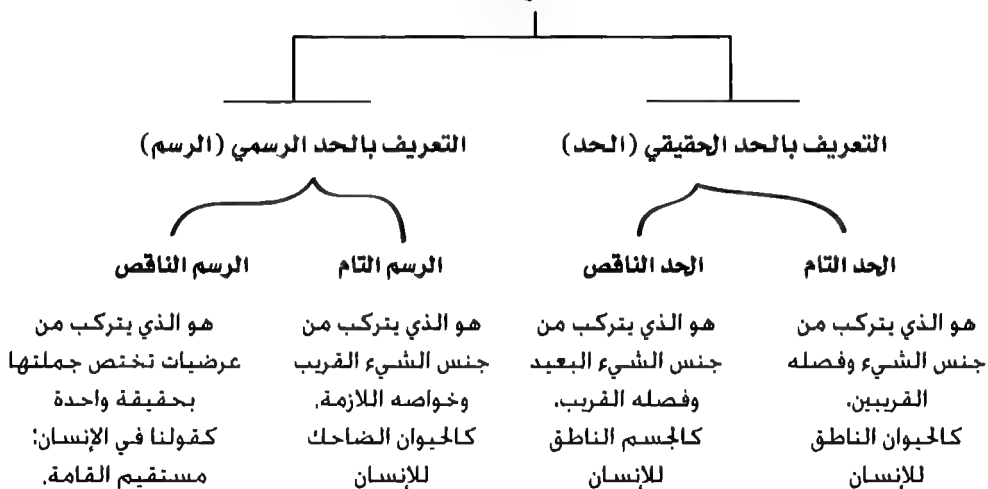 التعريف بالحد الحقيقي (الحد)
التعريف بالحد الرسمي (الرسم)
الحد التام
هو الذي يتركب من
جنس الشيء وفصله
القريبين.
كالحيوان الناطق
للإنسان
الحد الناقص
هو الذي يتركب من
جنس الشيء البعيد
وفصله القريب.
كالجسم الناطق
للإنسان
الرسم التام
هو الذي يتركب من
جنس الشيء القريب
وخواصه اللازمة.
كالحيوان الضاحك
للإنسان
الرسم الناقص
هو الذي يتركب من
عرضيات تختص جملتها
بحقيقة واحدة
كقولنا في الإنسان:
مستقيم القامة.